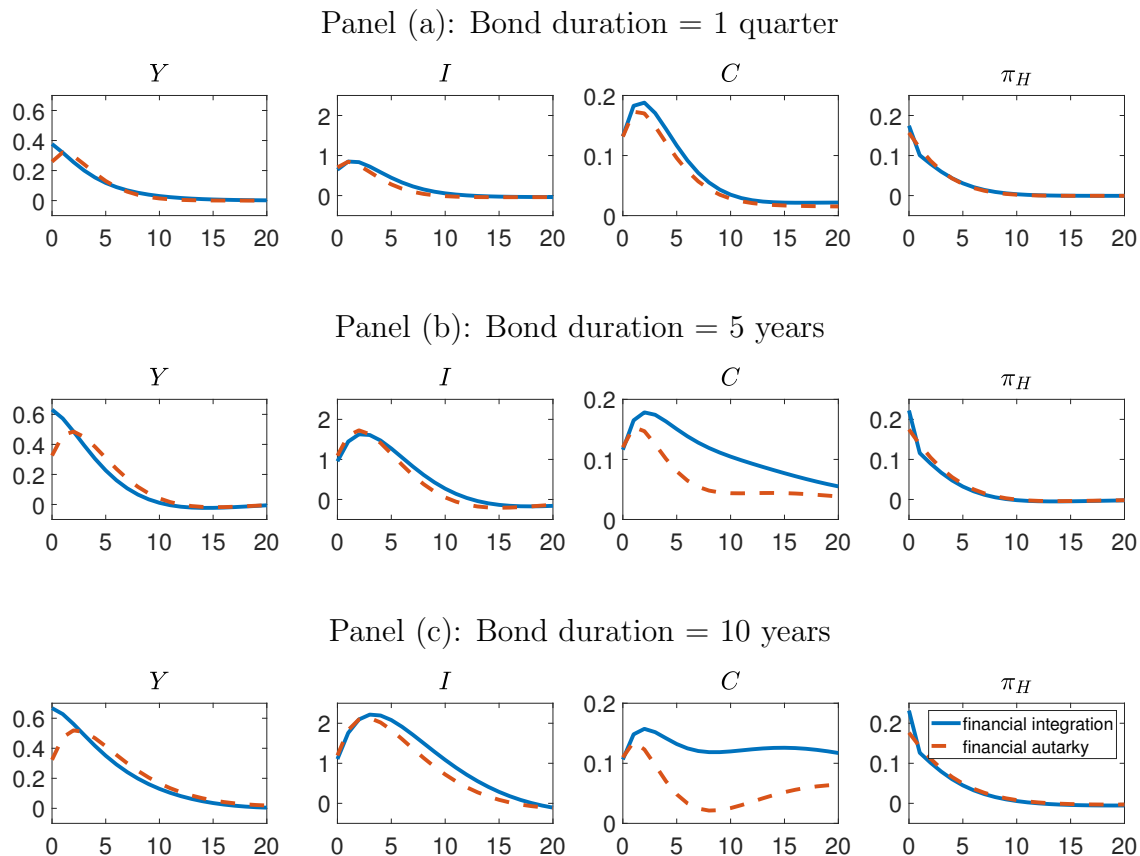 Panel (a): Bond duration = 1 quarter
Y I C π_H
0.6 2 0.2 0.2
0.4 0.1 0.1
0.2 1
0 0 0 0
0 5 10 15 20 0 5 10 15 20 0 5 10 15 20 0 5 10 15 20
Panel (b): Bond duration = 5 years
Y I C π_H
0.6 2 0.2 0.2
0.4 0.1 0.1
0.2 1
0 0 0 0
0 5 10 15 20 0 5 10 15 20 0 5 10 15 20 0 5 10 15 20
Panel (c): Bond duration = 10 years
Y I C π_H
0.6 2 0.2 0.2
0.4 0.1 0.1
0.2 1
0 0 0 0
financial integration
financial autarky
0 5 10 15 20 0 5 10 15 20 0 5 10 15 20 0 5 10 15 20